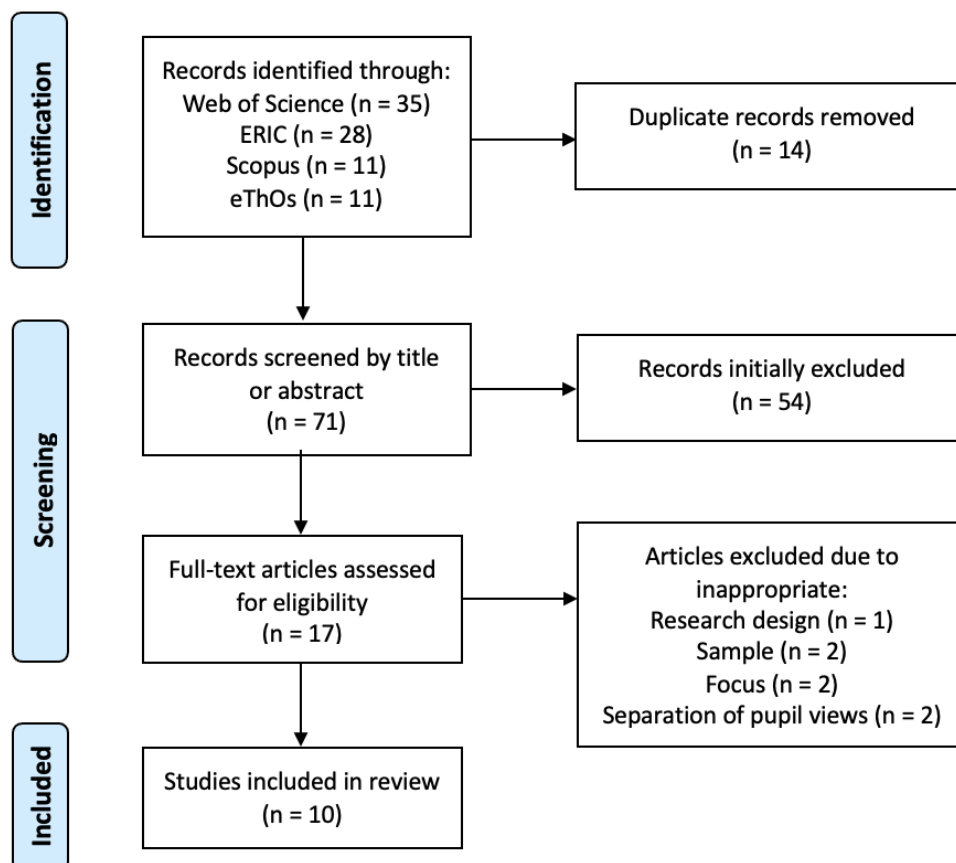 Identification
Records identified through:
Web of Science (n = 35)
ERIC (n = 28)
Scopus (n = 11)
eThOs (n = 11)
Duplicate records removed
(n = 14)
Screening
Records screened by title
or abstract
(n = 71)
Records initially excluded
(n = 54)
Full-text articles assessed
for eligibility
(n = 17)
Articles excluded due to
inappropriate:
Research design (n = 1)
Sample (n = 2)
Focus (n = 2)
Separation of pupil views (n = 2)
Included
Studies included in review
(n = 10)